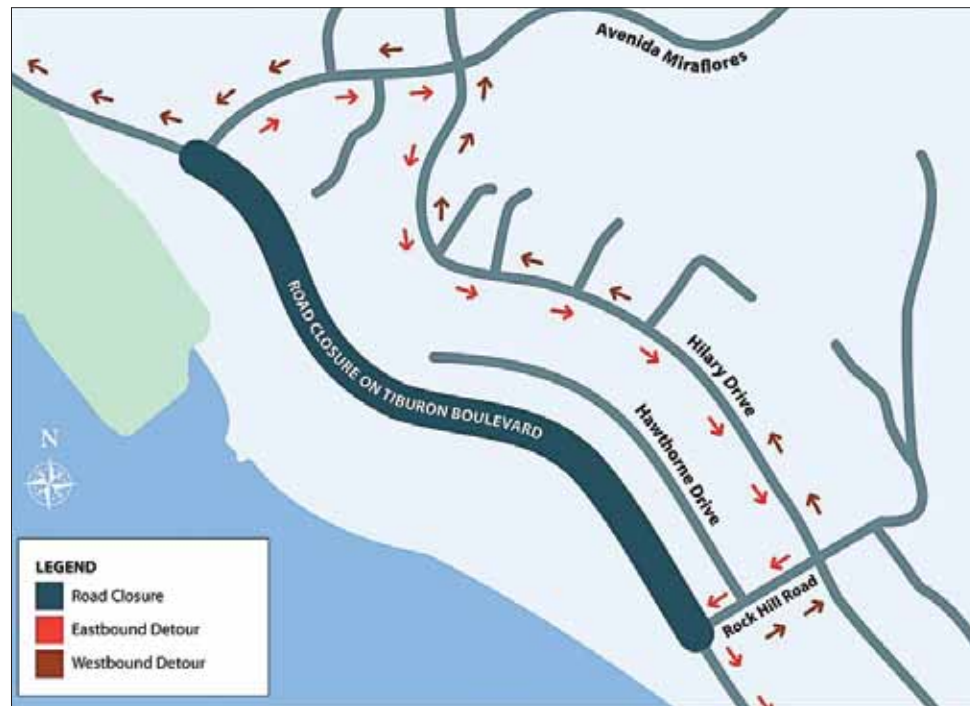 Avenida
Miraflores
ROAD CLOSURE ON TIBURON BOULEVARD
Hilary Drive
Hawthorne Drive
Rock Hill Road
N
LEGEND
Road Closure
Eastbound Detour
Westbound Detour